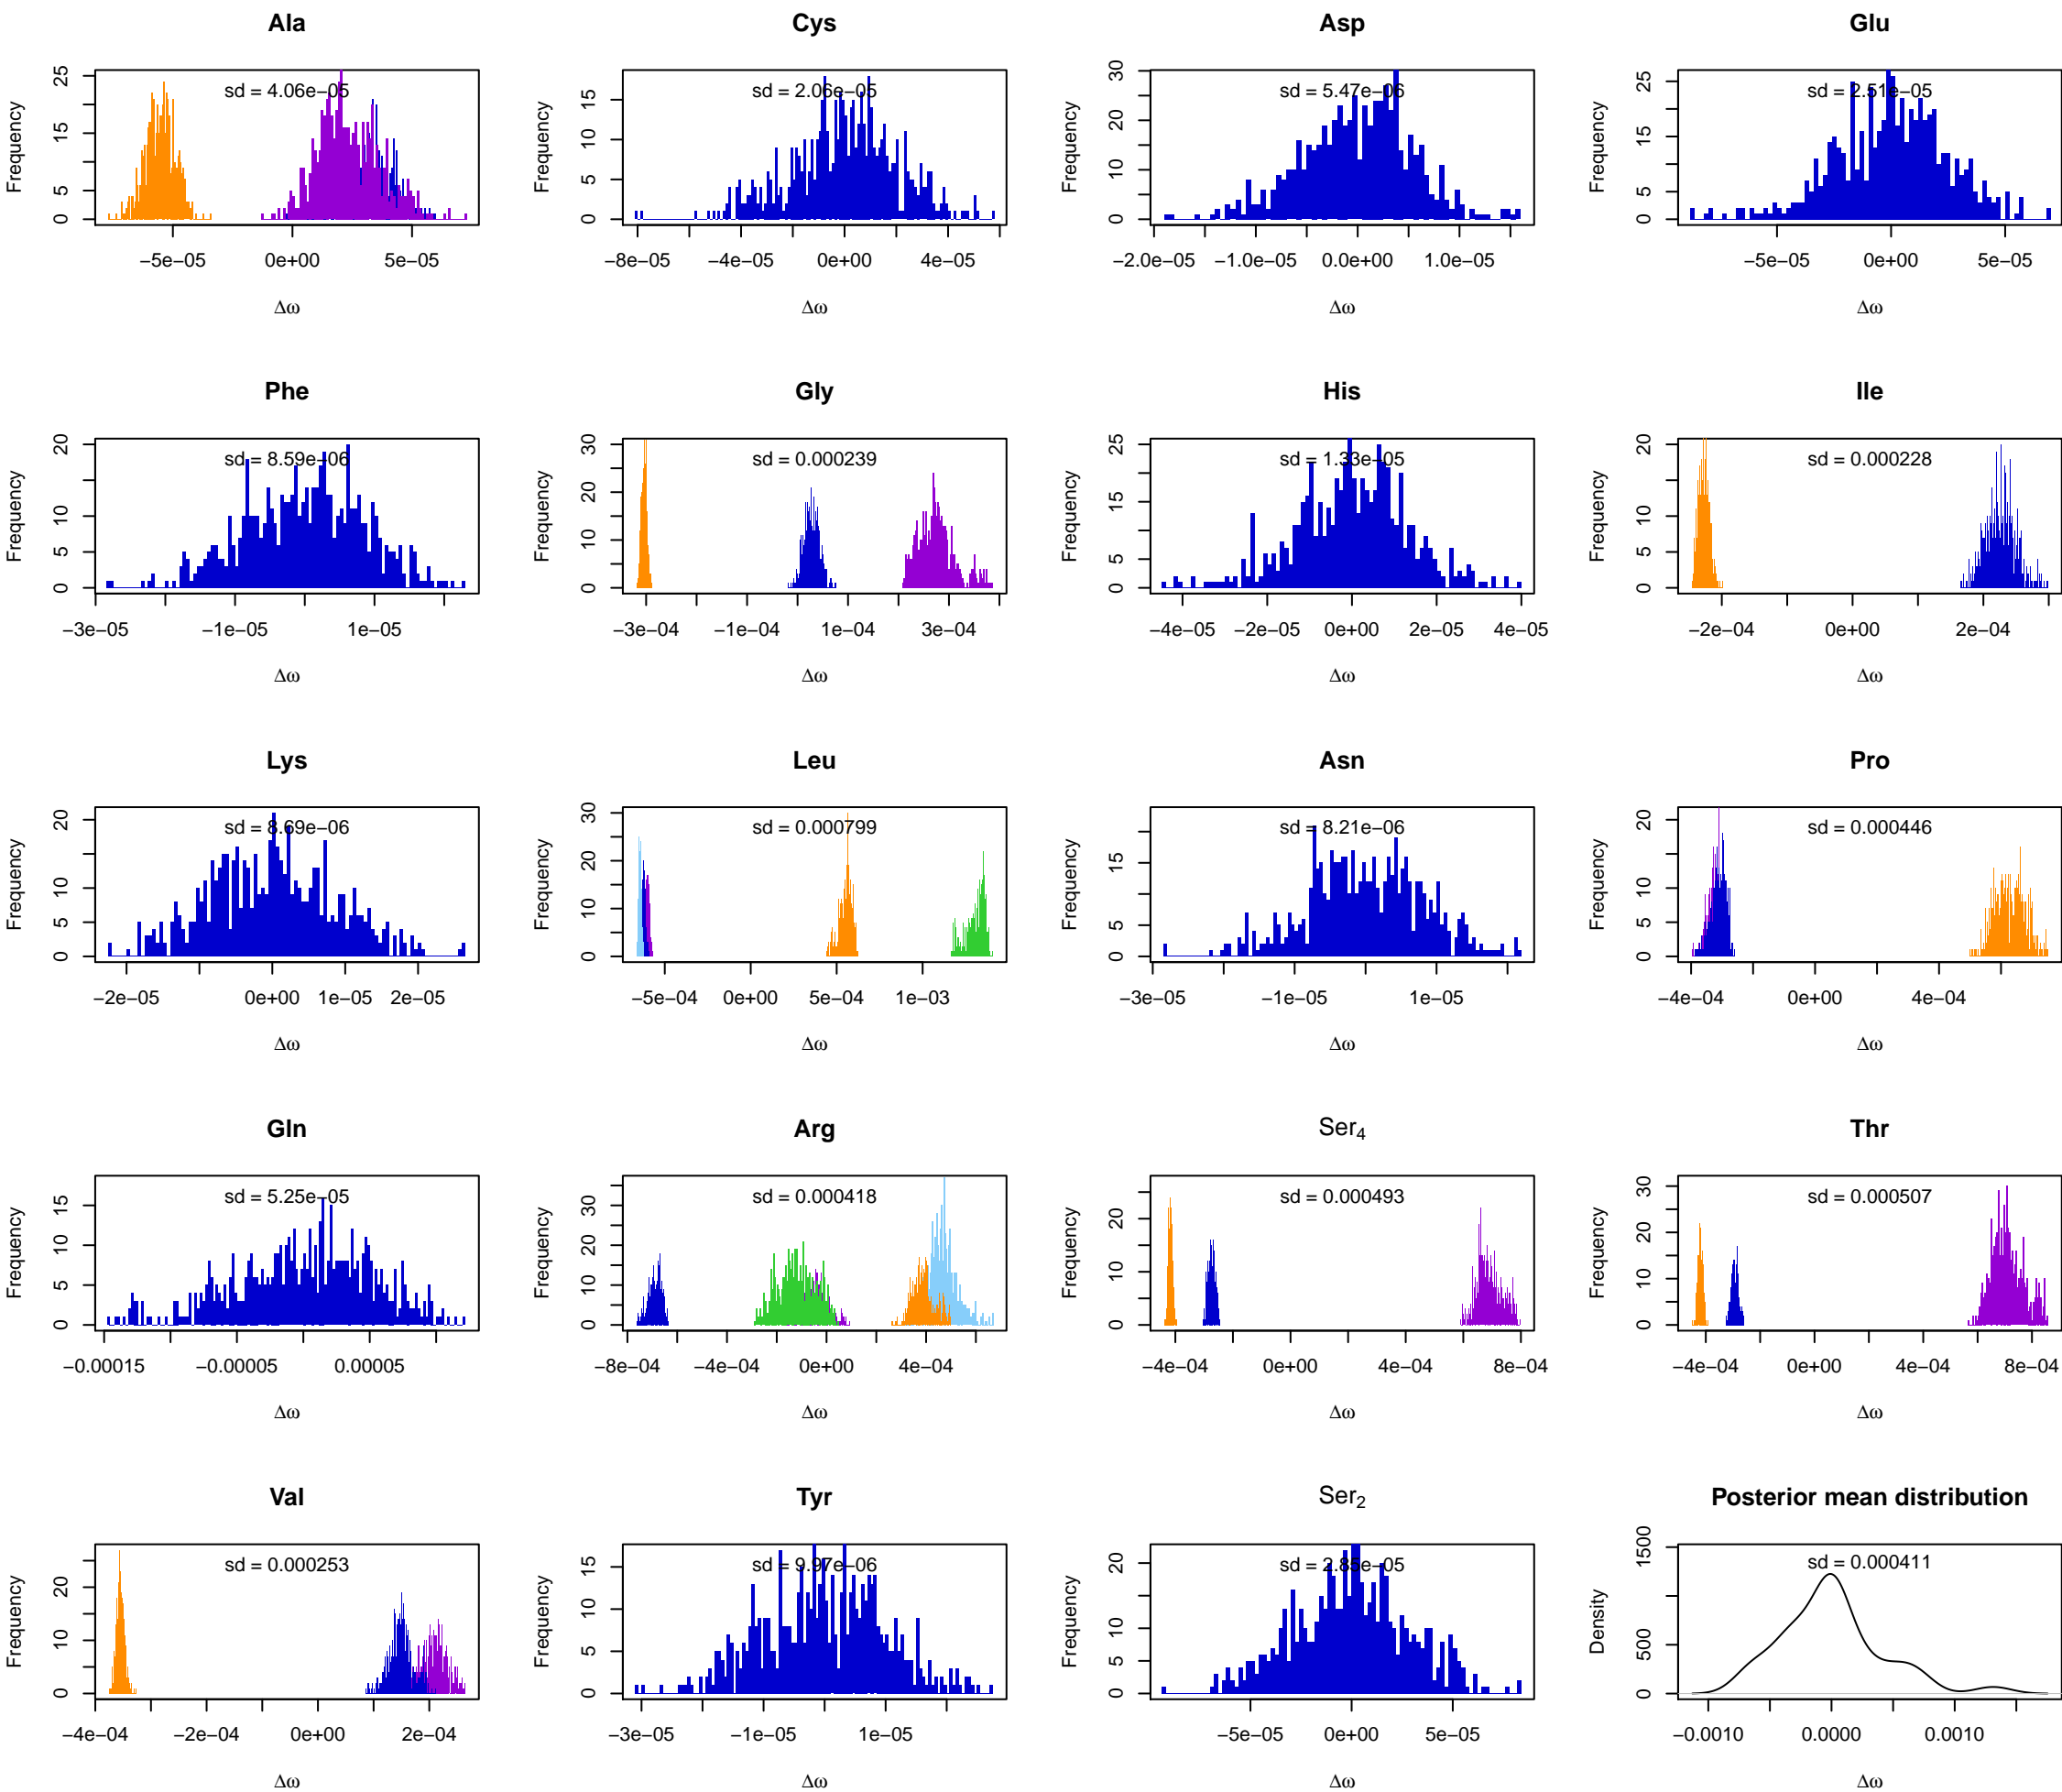 Ala Cys Asp Glu
sd = 4.06e−05 sd = 2.06e−05 sd = 5.47e−06 sd = 2.51e−05
Frequency Frequency Frequency Frequency
0 5 15 25 0 5 10 15 0 10 20 30 0 5 15 25
−5e−05 0e+00 5e−05 −8e−05 −4e−05 0e+00 4e−05 −2.0e−05 −1.0e−05 0.0e+00 1.0e−05 −5e−05 0e+00 5e−05
Δω Δω Δω Δω
Phe Gly His Ile
sd = 8.59e−06 sd = 0.000239 sd = 1.33e−05 sd = 0.000228
Frequency Frequency Frequency Frequency
0 5 10 15 20 0 10 20 30 0 5 15 25 0 5 10 15 20
−3e−05 −1e−05 1e−05 −3e−04 −1e−04 1e−04 3e−04 −4e−05 −2e−05 0e+00 2e−05 4e−05 −2e−04 0e+00 2e−04
Δω Δω Δω Δω
Lys Leu Asn Pro
sd = 8.69e−06 sd = 0.000799 sd = 8.21e−06 sd = 0.000446
Frequency Frequency Frequency Frequency
0 5 10 15 20 0 10 20 30 0 5 10 15 0 5 10 20
−2e−05 0e+00 1e−05 2e−05 −5e−04 0e+00 5e−04 1e−03 −3e−05 −1e−05 1e−05 −4e−04 0e+00 4e−04
Δω Δω Δω Δω
Gln Arg Ser4 Thr
sd = 5.25e−05 sd = 0.000418 sd = 0.000493 sd = 0.000507
Frequency Frequency Frequency Frequency
0 5 10 15 0 10 20 30 0 10 20 0 10 20 30
−0.00015 −0.00005 0.00005 −8e−04 −4e−04 0e+00 4e−04 −4e−04 0e+00 4e−04 8e−04 −4e−04 0e+00 4e−04 8e−04
Δω Δω Δω Δω
Val Tyr Ser2 Posterior mean distribution
sd = 0.000253 sd = 9.97e−06 sd = 2.85e−05 sd = 0.000411
Frequency Frequency Frequency Density
0 10 20 0 5 10 15 0 5 10 20 0 500 1500
−4e−04 −2e−04 0e+00 2e−04 −3e−05 −1e−05 1e−05 −5e−05 0e+00 5e−05 −0.0010 0.0000 0.0010
Δω Δω Δω Δω